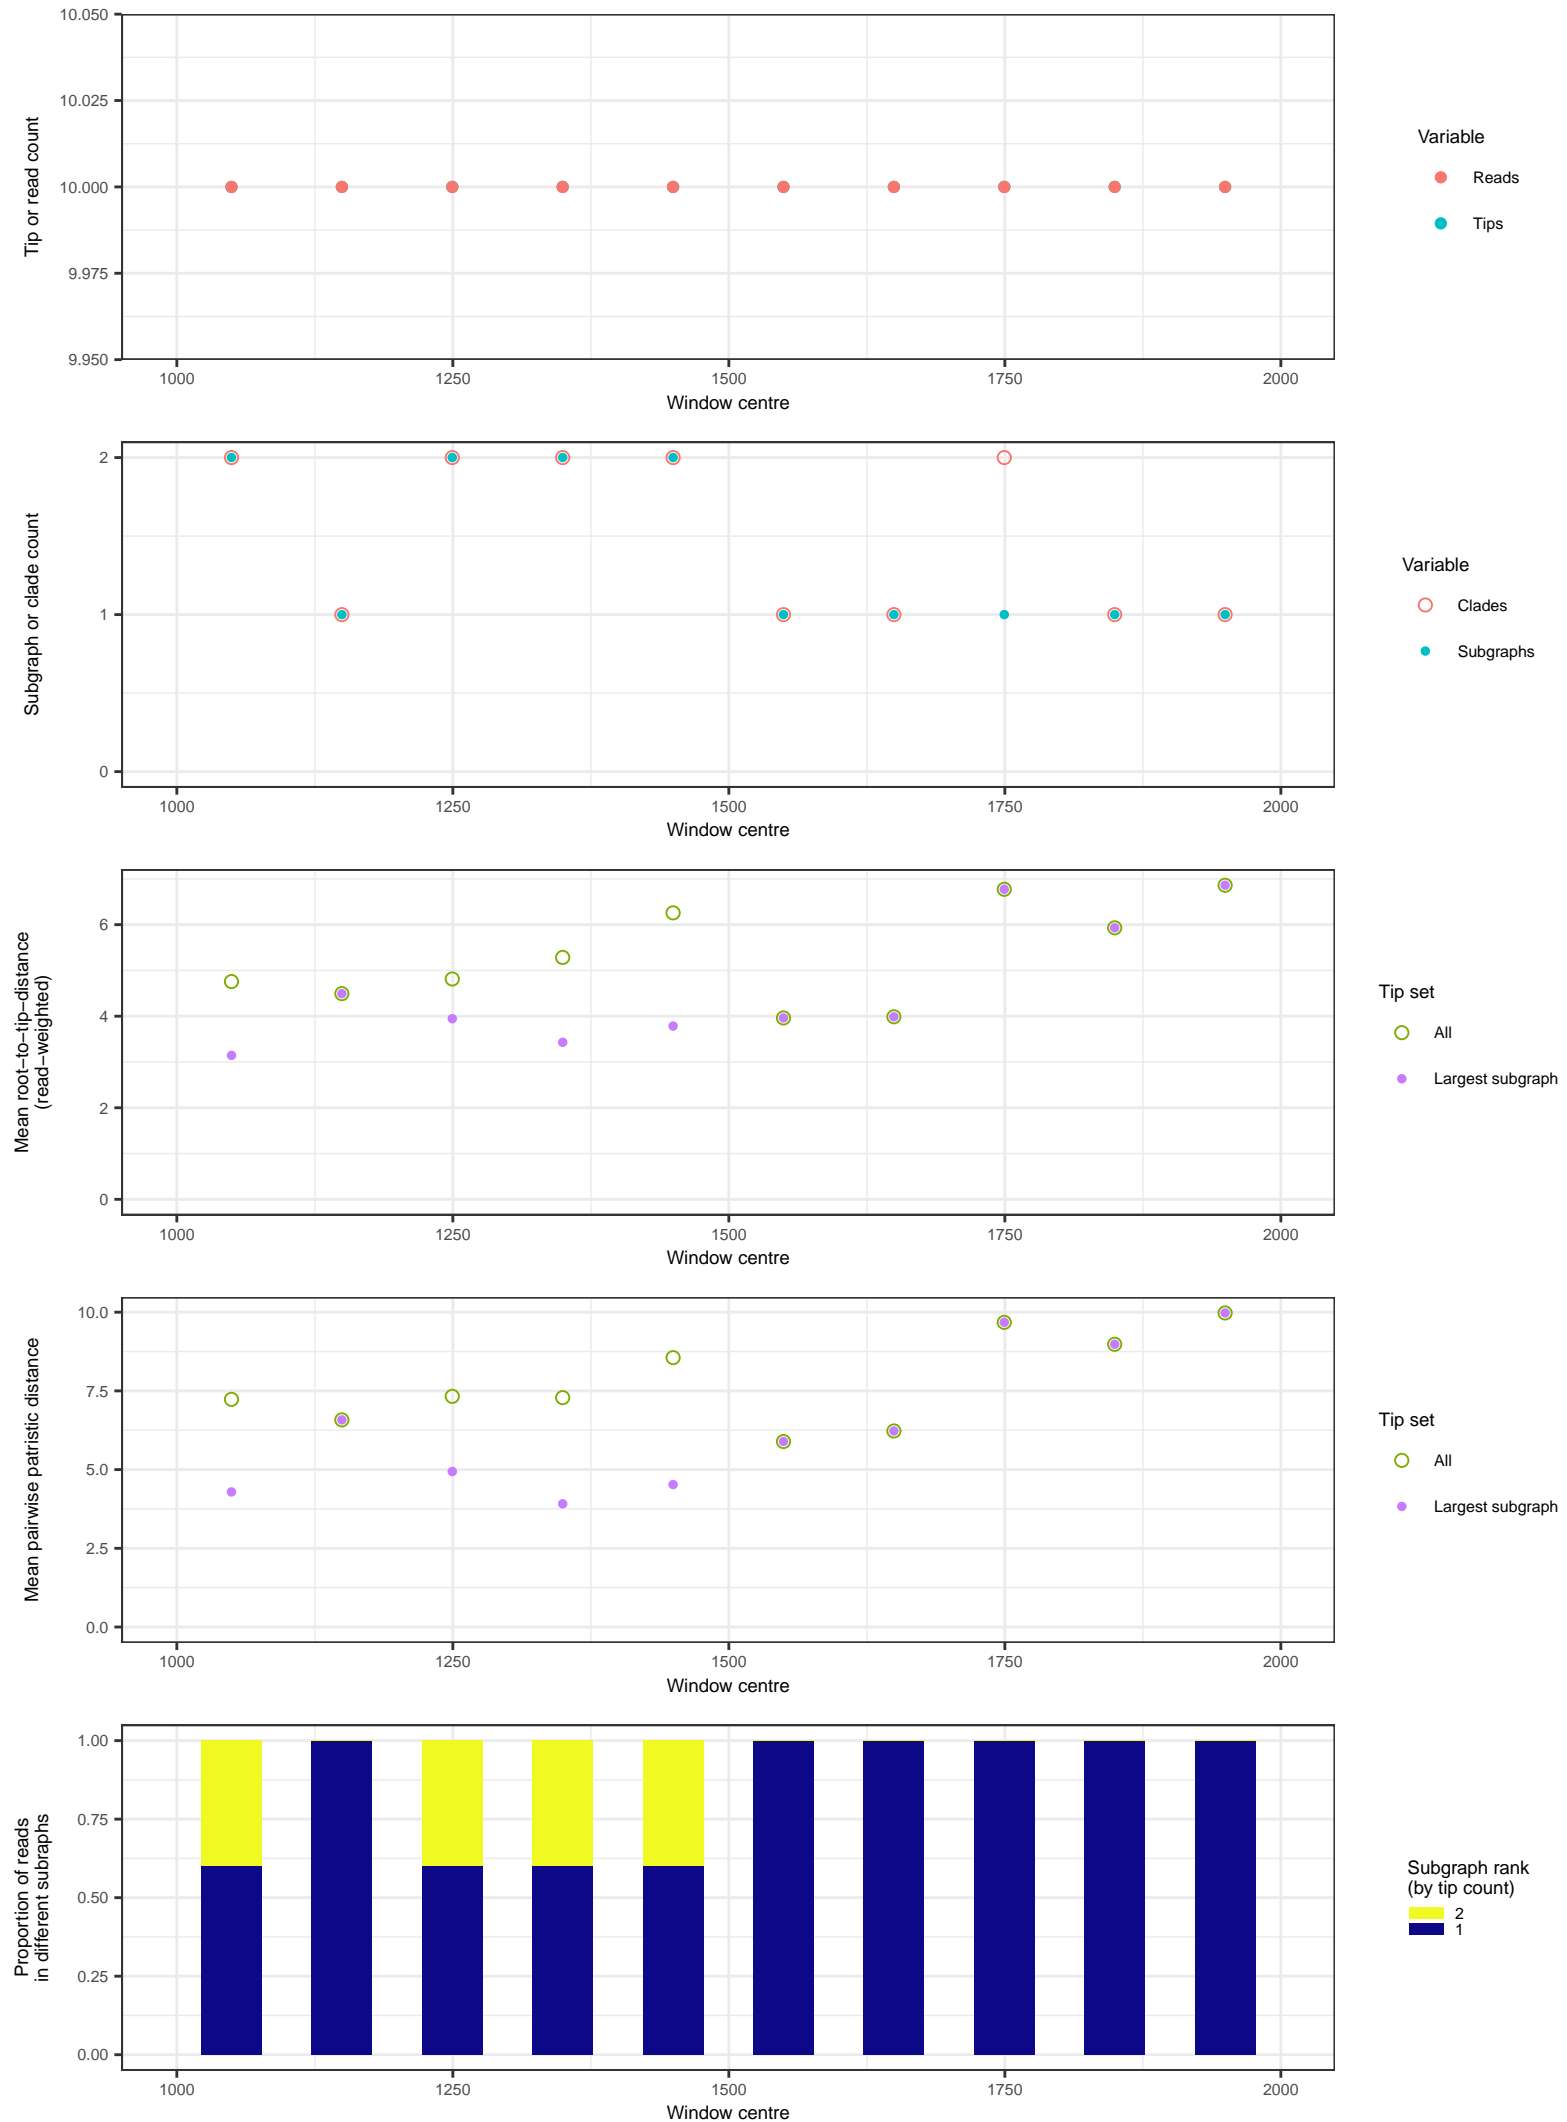 10.050
10.025
10.000
9.975
9.950
Tip or read count
1000 1250 1500 1750 2000
Window centre
Variable
Reads
Tips
2
1
0
Subgraph or clade count
1000 1250 1500 1750 2000
Window centre
Variable
Clades
Subgraphs
6
4
2
0
Mean root−to−tip−distance
(read−weighted)
1000 1250 1500 1750 2000
Window centre
Tip set
All
Largest subgraph
10.0
7.5
5.0
2.5
0.0
Mean pairwise patristic distance
1000 1250 1500 1750 2000
Window centre
Tip set
All
Largest subgraph
1.00
0.75
0.50
0.25
0.00
Proportion of reads
in different subraphs
1000 1250 1500 1750 2000
Window centre
Subgraph rank
(by tip count)
2
1